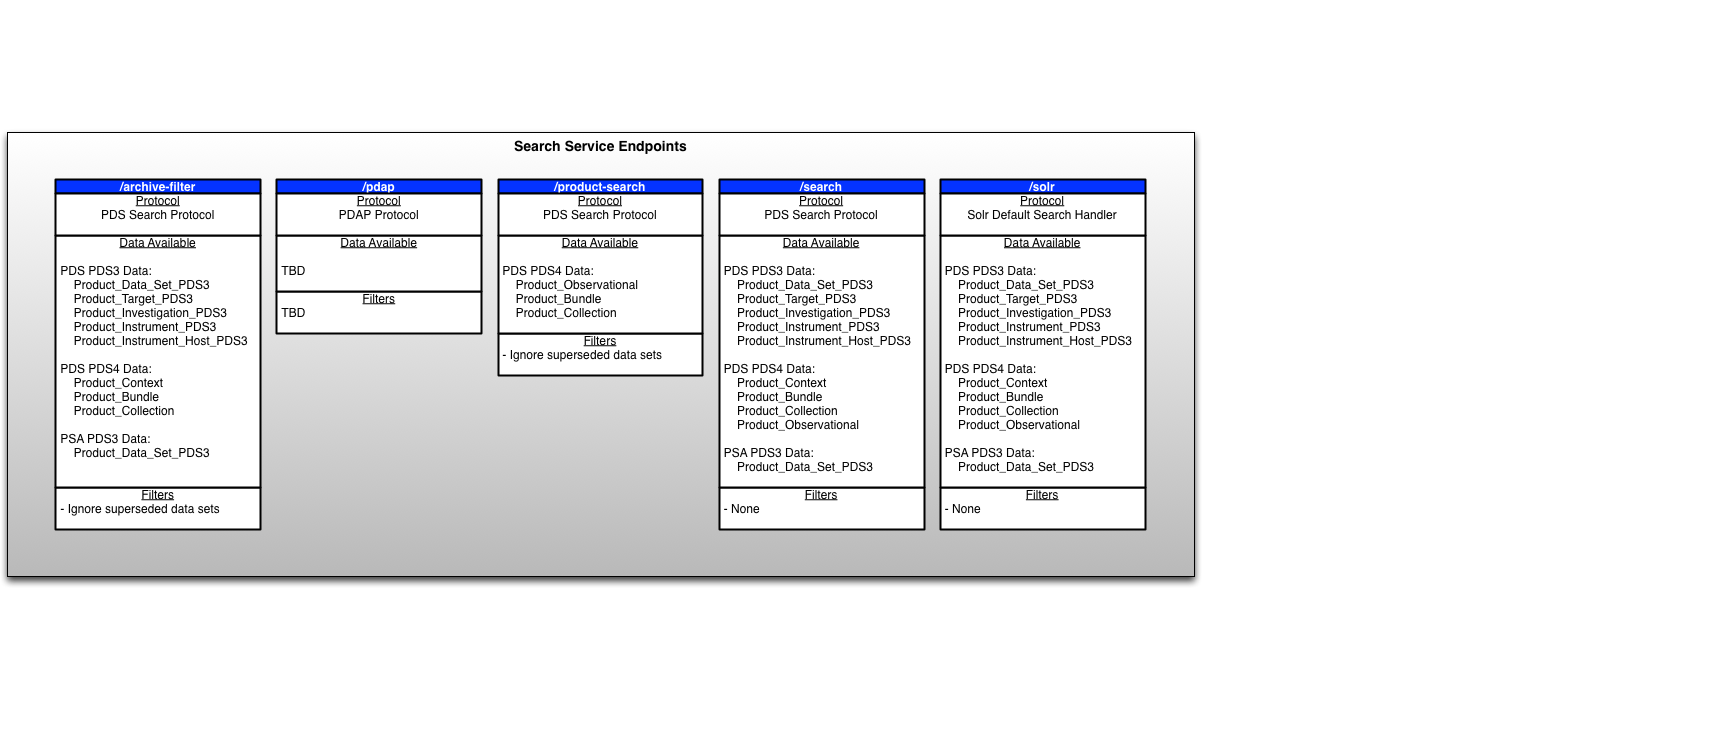 Search Service Endpoints
/archive-filter
Protocol
PDS Search Protocol
Data Available
PDS PDS3 Data:
Product_Data_Set_PDS3
Product_Target_PDS3
Product_Investigation_PDS3
Product_Instrument_PDS3
Product_Instrument_Host_PDS3
PDS PDS4 Data:
Product_Context
Product_Bundle
Product_Collection
PSA PDS3 Data:
Product_Data_Set_PDS3
Filters
- Ignore superseded data sets
/pdap
Protocol
PDAP Protocol
Data Available
TBD
Filters
TBD
/product-search
Protocol
PDS Search Protocol
Data Available
PDS PDS4 Data:
Product_Observational
Product_Bundle
Product_Collection
Filters
- Ignore superseded data sets
/search
Protocol
PDS Search Protocol
Data Available
PDS PDS3 Data:
Product_Data_Set_PDS3
Product_Target_PDS3
Product_Investigation_PDS3
Product_Instrument_PDS3
Product_Instrument_Host_PDS3
PDS PDS4 Data:
Product_Context
Product_Bundle
Product_Collection
Product_Observational
PSA PDS3 Data:
Product_Data_Set_PDS3
Filters
- None
/solr
Protocol
Solr Default Search Handler
Data Available
PDS PDS3 Data:
Product_Data_Set_PDS3
Product_Target_PDS3
Product_Investigation_PDS3
Product_Instrument_PDS3
Product_Instrument_Host_PDS3
PDS PDS4 Data:
Product_Context
Product_Bundle
Product_Collection
Product_Observational
PSA PDS3 Data:
Product_Data_Set_PDS3
Filters
- None